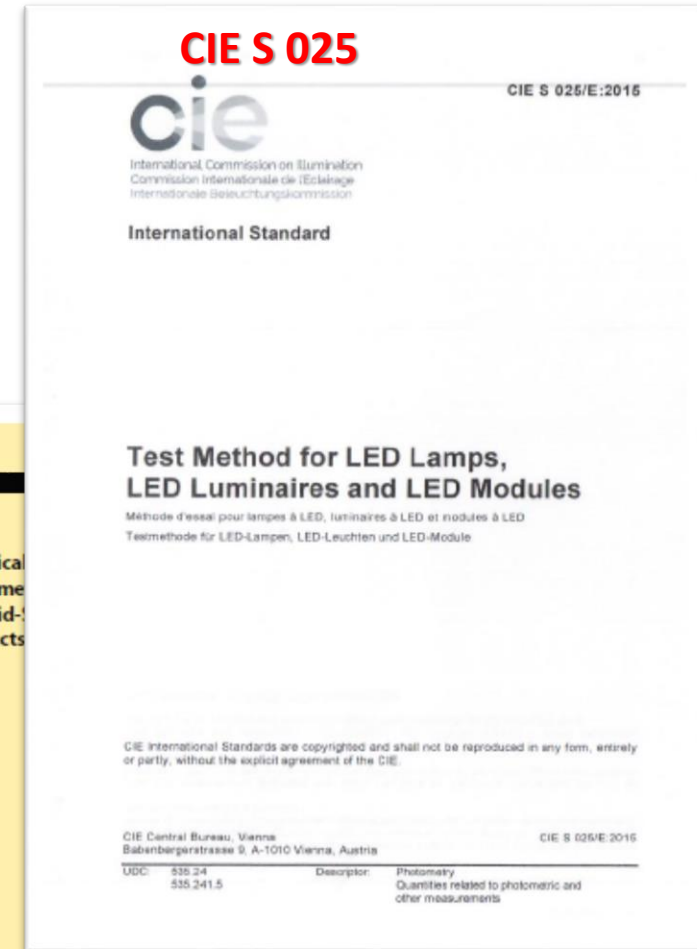 CIE S 025
CIE S 025/E:2015
cie
International Commission on Illumination
Commission Internationale de l'Eclairage
Internationale Beleuchtungskommission
International Standard
Test Method for LED Lamps,
LED Luminaires and LED Modules
Méthode d'essai pour lampes à LED, luminaires à LED et modules à LED
Testmethode für LED-Lampen, LED-Leuchten und LED-Module
ical
me
id-S
cts
CIE International Standards are copyrighted and shall not be reproduced in any form, entirely
or partly, without the explicit agreement of the CIE.
CIE Central Bureau, Vienna CIE S 025/E:2015
Babenbergerstrasse 9, A-1010 Vienna, Austria
UDC: 535.24 Descriptor: Photometry
535.241.5 Quantities related to photometric and
other measurements